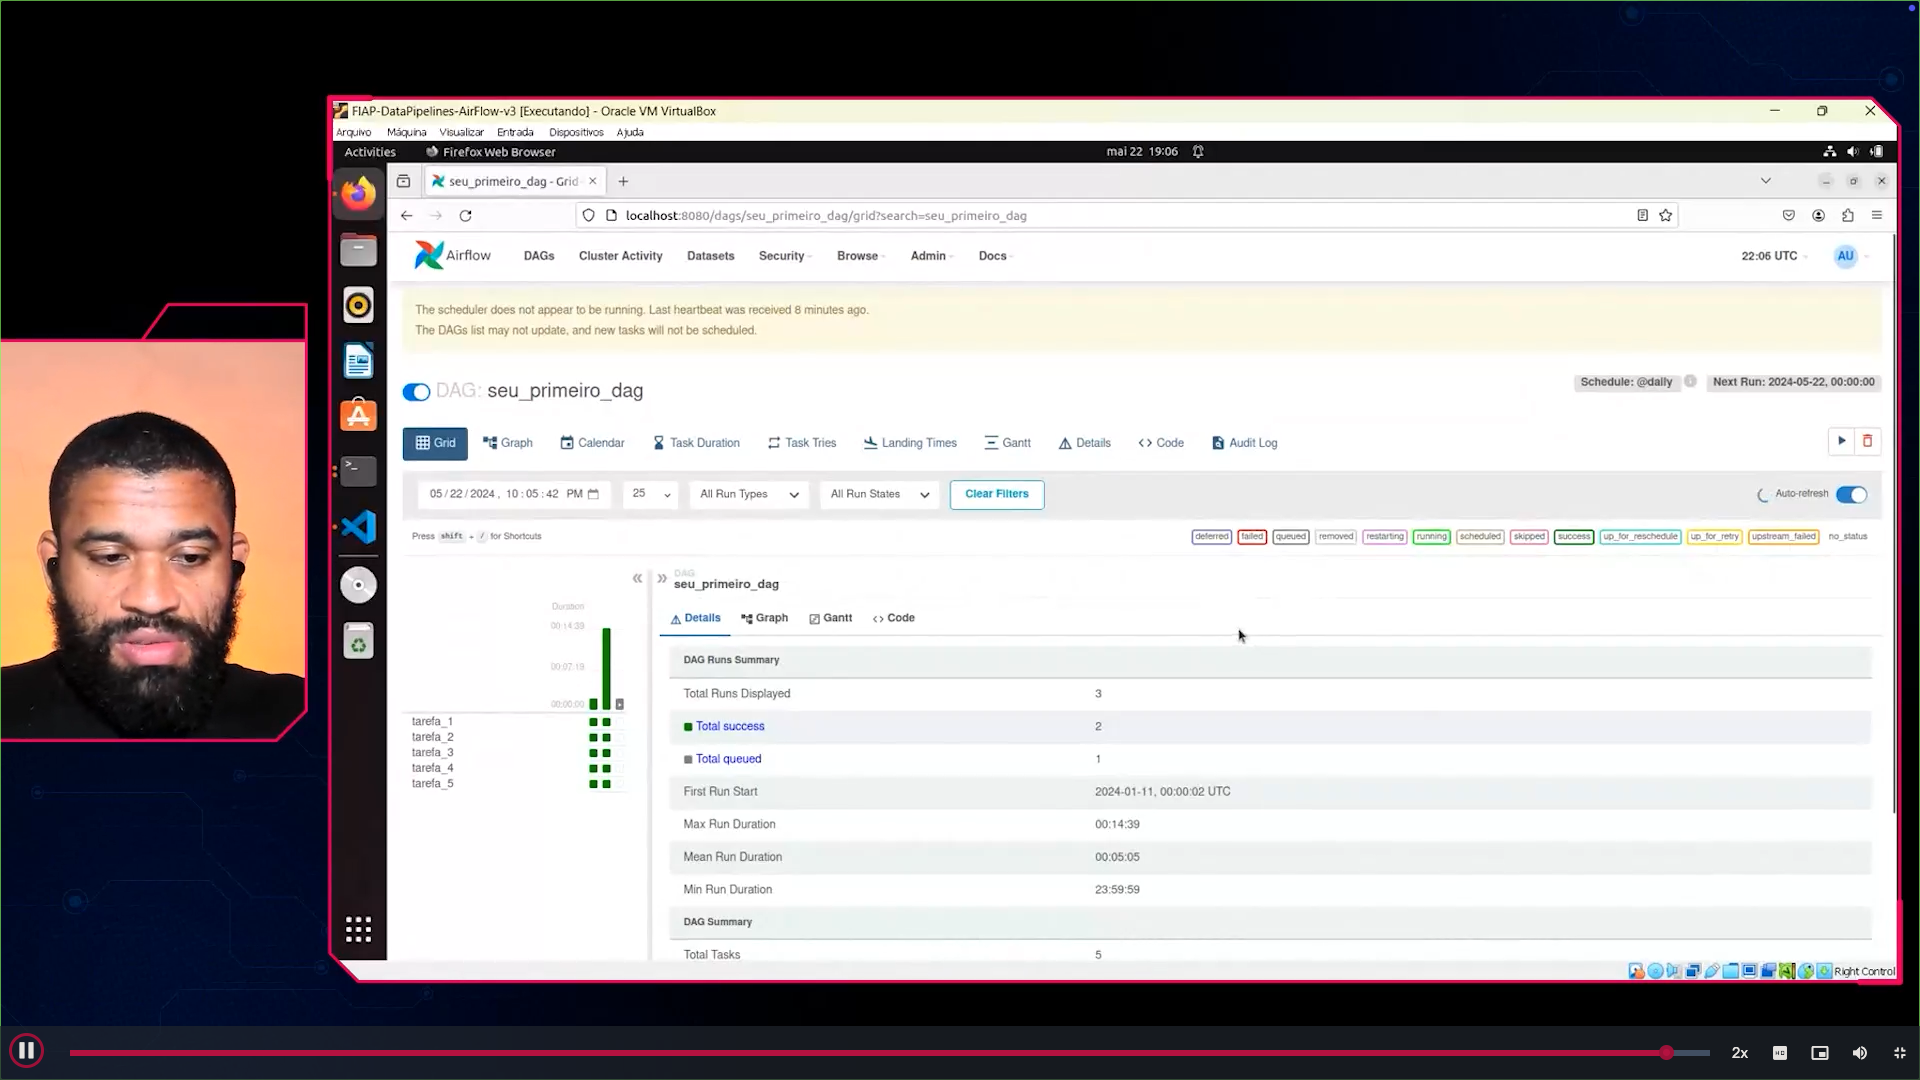 FIAP-DataPipelines-AirFlow-v3 [Executando] - Oracle VM VirtualBox
Arquivo Máquina Visualizar Entrada Dispositivos Ajuda
Activities Firefox Web Browser mai 22 19:06
seu_primeiro_dag - Grid
localhost:8080/dags/seu_primeiro_dag/grid?search=seu_primeiro_dag
Airflow DAGs Cluster Activity Datasets Security Browse Admin Docs 22:06 UTC AU
The scheduler does not appear to be running. Last heartbeat was received 8 minutes ago.
The DAGs list may not update, and new tasks will not be scheduled.
DAG: seu_primeiro_dag Schedule: @daily Next Run: 2024-05-22, 00:00:00
Grid Graph Calendar Task Duration Task Tries Landing Times Gantt Details Code Audit Log
05/22/2024, 10:05:42 PM 25 All Run Types All Run States Clear Filters Auto-refresh
Press shift + / for Shortcuts deferred failed queued removed restarting running scheduled skipped success up_for_reschedule up_for_retry upstream_failed no_status
DAG
seu_primeiro_dag
Duration
00:14:39
00:07:19
00:00:00
tarefa_1
tarefa_2
tarefa_3
tarefa_4
tarefa_5
Details Graph Gantt Code
DAG Runs Summary
Total Runs Displayed 3
Total success 2
Total queued 1
First Run Start 2024-01-11, 00:00:02 UTC
Max Run Duration 00:14:39
Mean Run Duration 00:05:05
Min Run Duration 23:59:59
DAG Summary
Total Tasks 5
Right Control
2x
HD